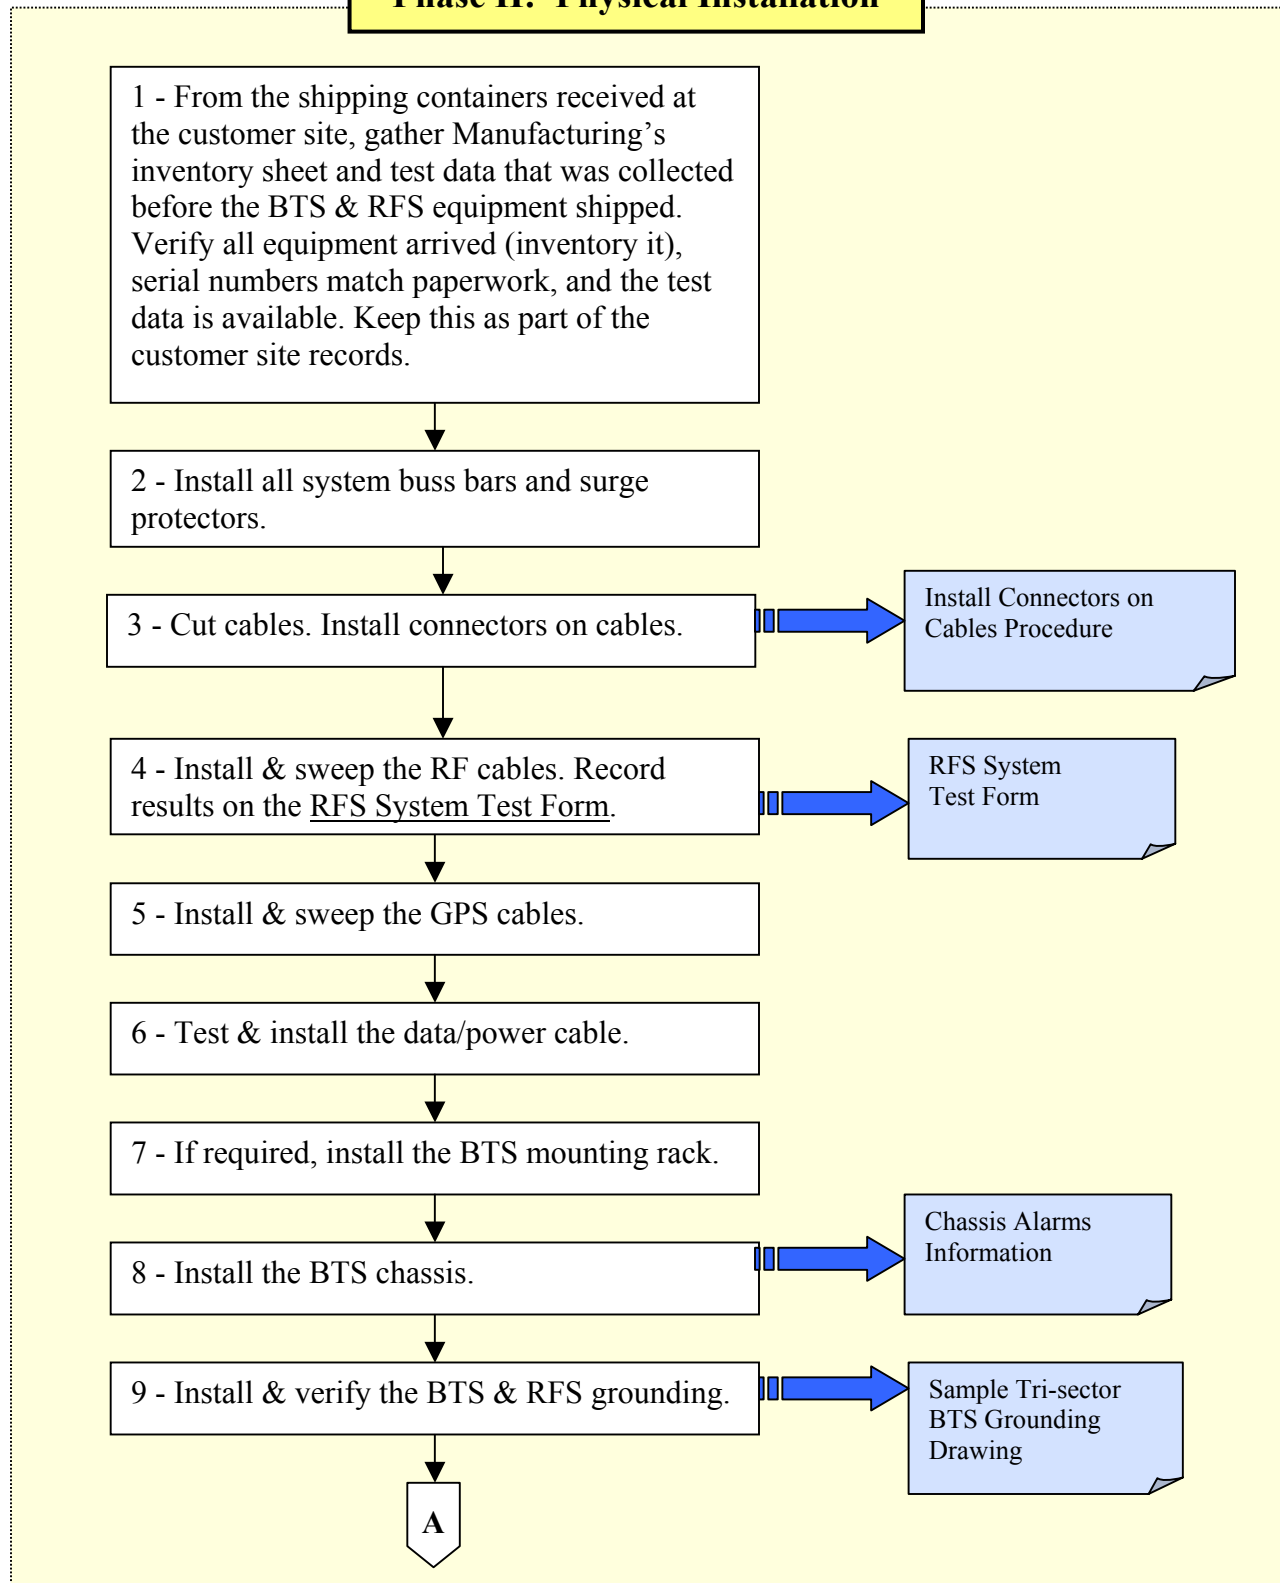 Phase II: Physical Installation
1 - From the shipping containers received at
the customer site, gather Manufacturing’s
inventory sheet and test data that was collected
before the BTS & RFS equipment shipped.
Verify all equipment arrived (inventory it),
serial numbers match paperwork, and the test
data is available. Keep this as part of the
customer site records.
2 - Install all system buss bars and surge
protectors.
3 - Cut cables. Install connectors on cables.
Install Connectors on
Cables Procedure
4 - Install & sweep the RF cables. Record
results on the RFS System Test Form.
RFS System
Test Form
5 - Install & sweep the GPS cables.
6 - Test & install the data/power cable.
7 - If required, install the BTS mounting rack.
8 - Install the BTS chassis.
Chassis Alarms
Information
9 - Install & verify the BTS & RFS grounding.
Sample Tri-sector
BTS Grounding
Drawing
A